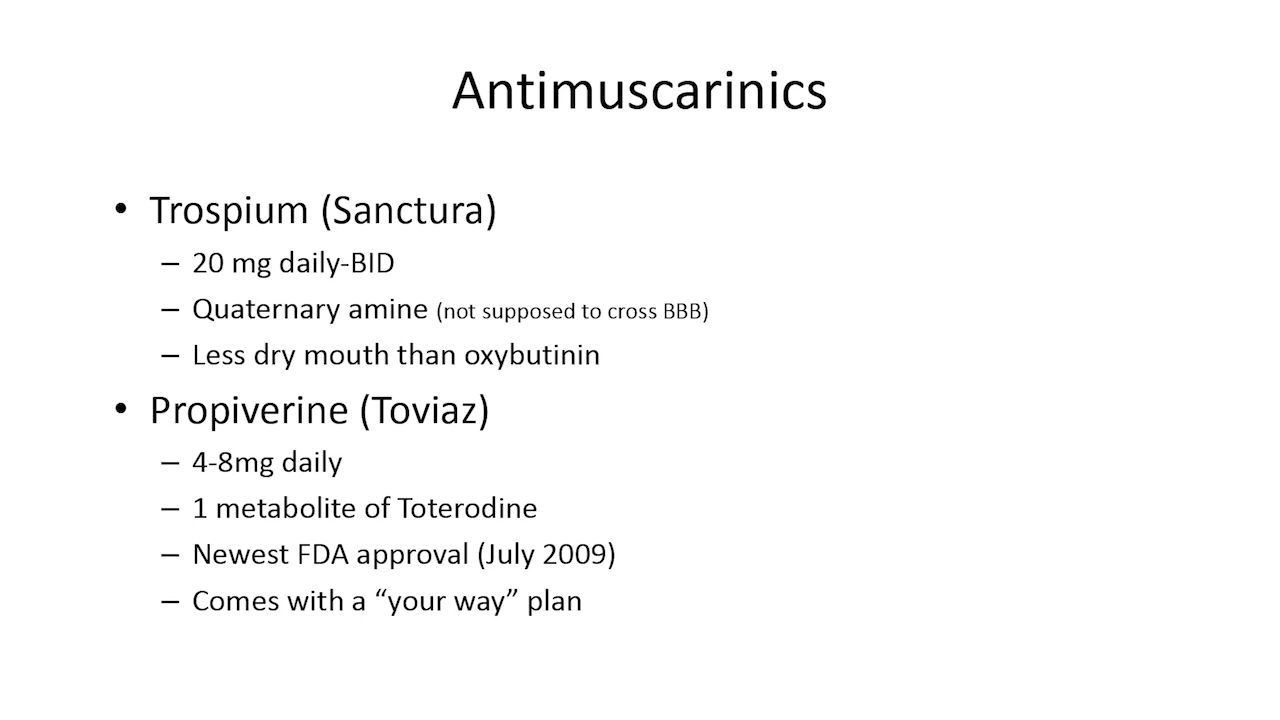 Antimuscarinics
• Trospium (Sanctura)
– 20 mg daily-BID
– Quaternary amine (not supposed to cross BBB)
– Less dry mouth than oxybutinin
• Propiverine (Toviaz)
– 4-8mg daily
– 1 metabolite of Toterodine
– Newest FDA approval (July 2009)
– Comes with a “your way” plan